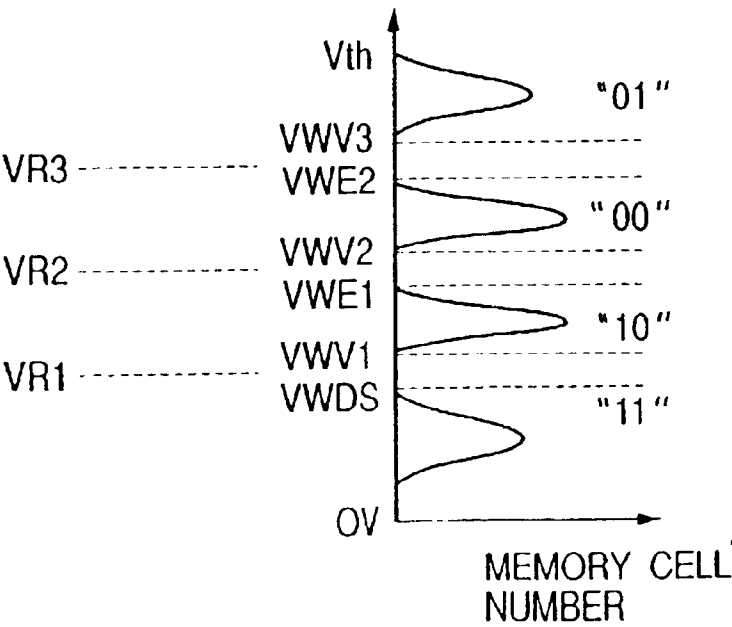 Vth
"01"
VWV3
VR3
VWE2
"00"
VWV2
VR2
VWE1
"10"
VWV1
VR1
VWDS
"11"
0V
MEMORY CELL
NUMBER